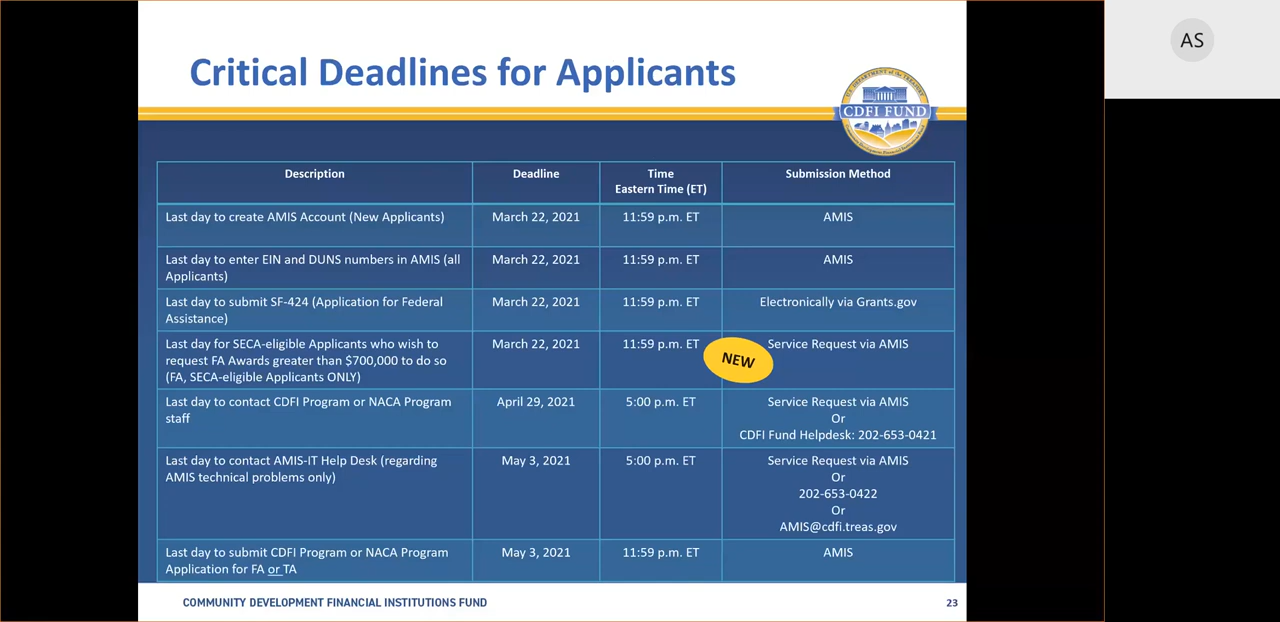 AS
Critical Deadlines for Applicants
U.S. DEPARTMENT of the TREASURY
CDFI FUND
Community Development Financial Institutions Fund
Description
Deadline
Time
Eastern Time (ET)
Submission Method
Last day to create AMIS Account (New Applicants)
March 22, 2021
11:59 p.m. ET
AMIS
Last day to enter EIN and DUNS numbers in AMIS (all
Applicants)
March 22, 2021
11:59 p.m. ET
AMIS
Last day to submit SF-424 (Application for Federal
Assistance)
March 22, 2021
11:59 p.m. ET
Electronically via Grants.gov
Last day for SECA-eligible Applicants who wish to
request FA Awards greater than $700,000 to do so
(FA, SECA-eligible Applicants ONLY)
March 22, 2021
11:59 p.m. ET
NEW
Service Request via AMIS
Last day to contact CDFI Program or NACA Program
staff
April 29, 2021
5:00 p.m. ET
Service Request via AMIS
Or
CDFI Fund Helpdesk: 202-653-0421
Last day to contact AMIS-IT Help Desk (regarding
AMIS technical problems only)
May 3, 2021
5:00 p.m. ET
Service Request via AMIS
Or
202-653-0422
Or
AMIS@cdfi.treas.gov
Last day to submit CDFI Program or NACA Program
Application for FA or TA
May 3, 2021
11:59 p.m. ET
AMIS
COMMUNITY DEVELOPMENT FINANCIAL INSTITUTIONS FUND
23